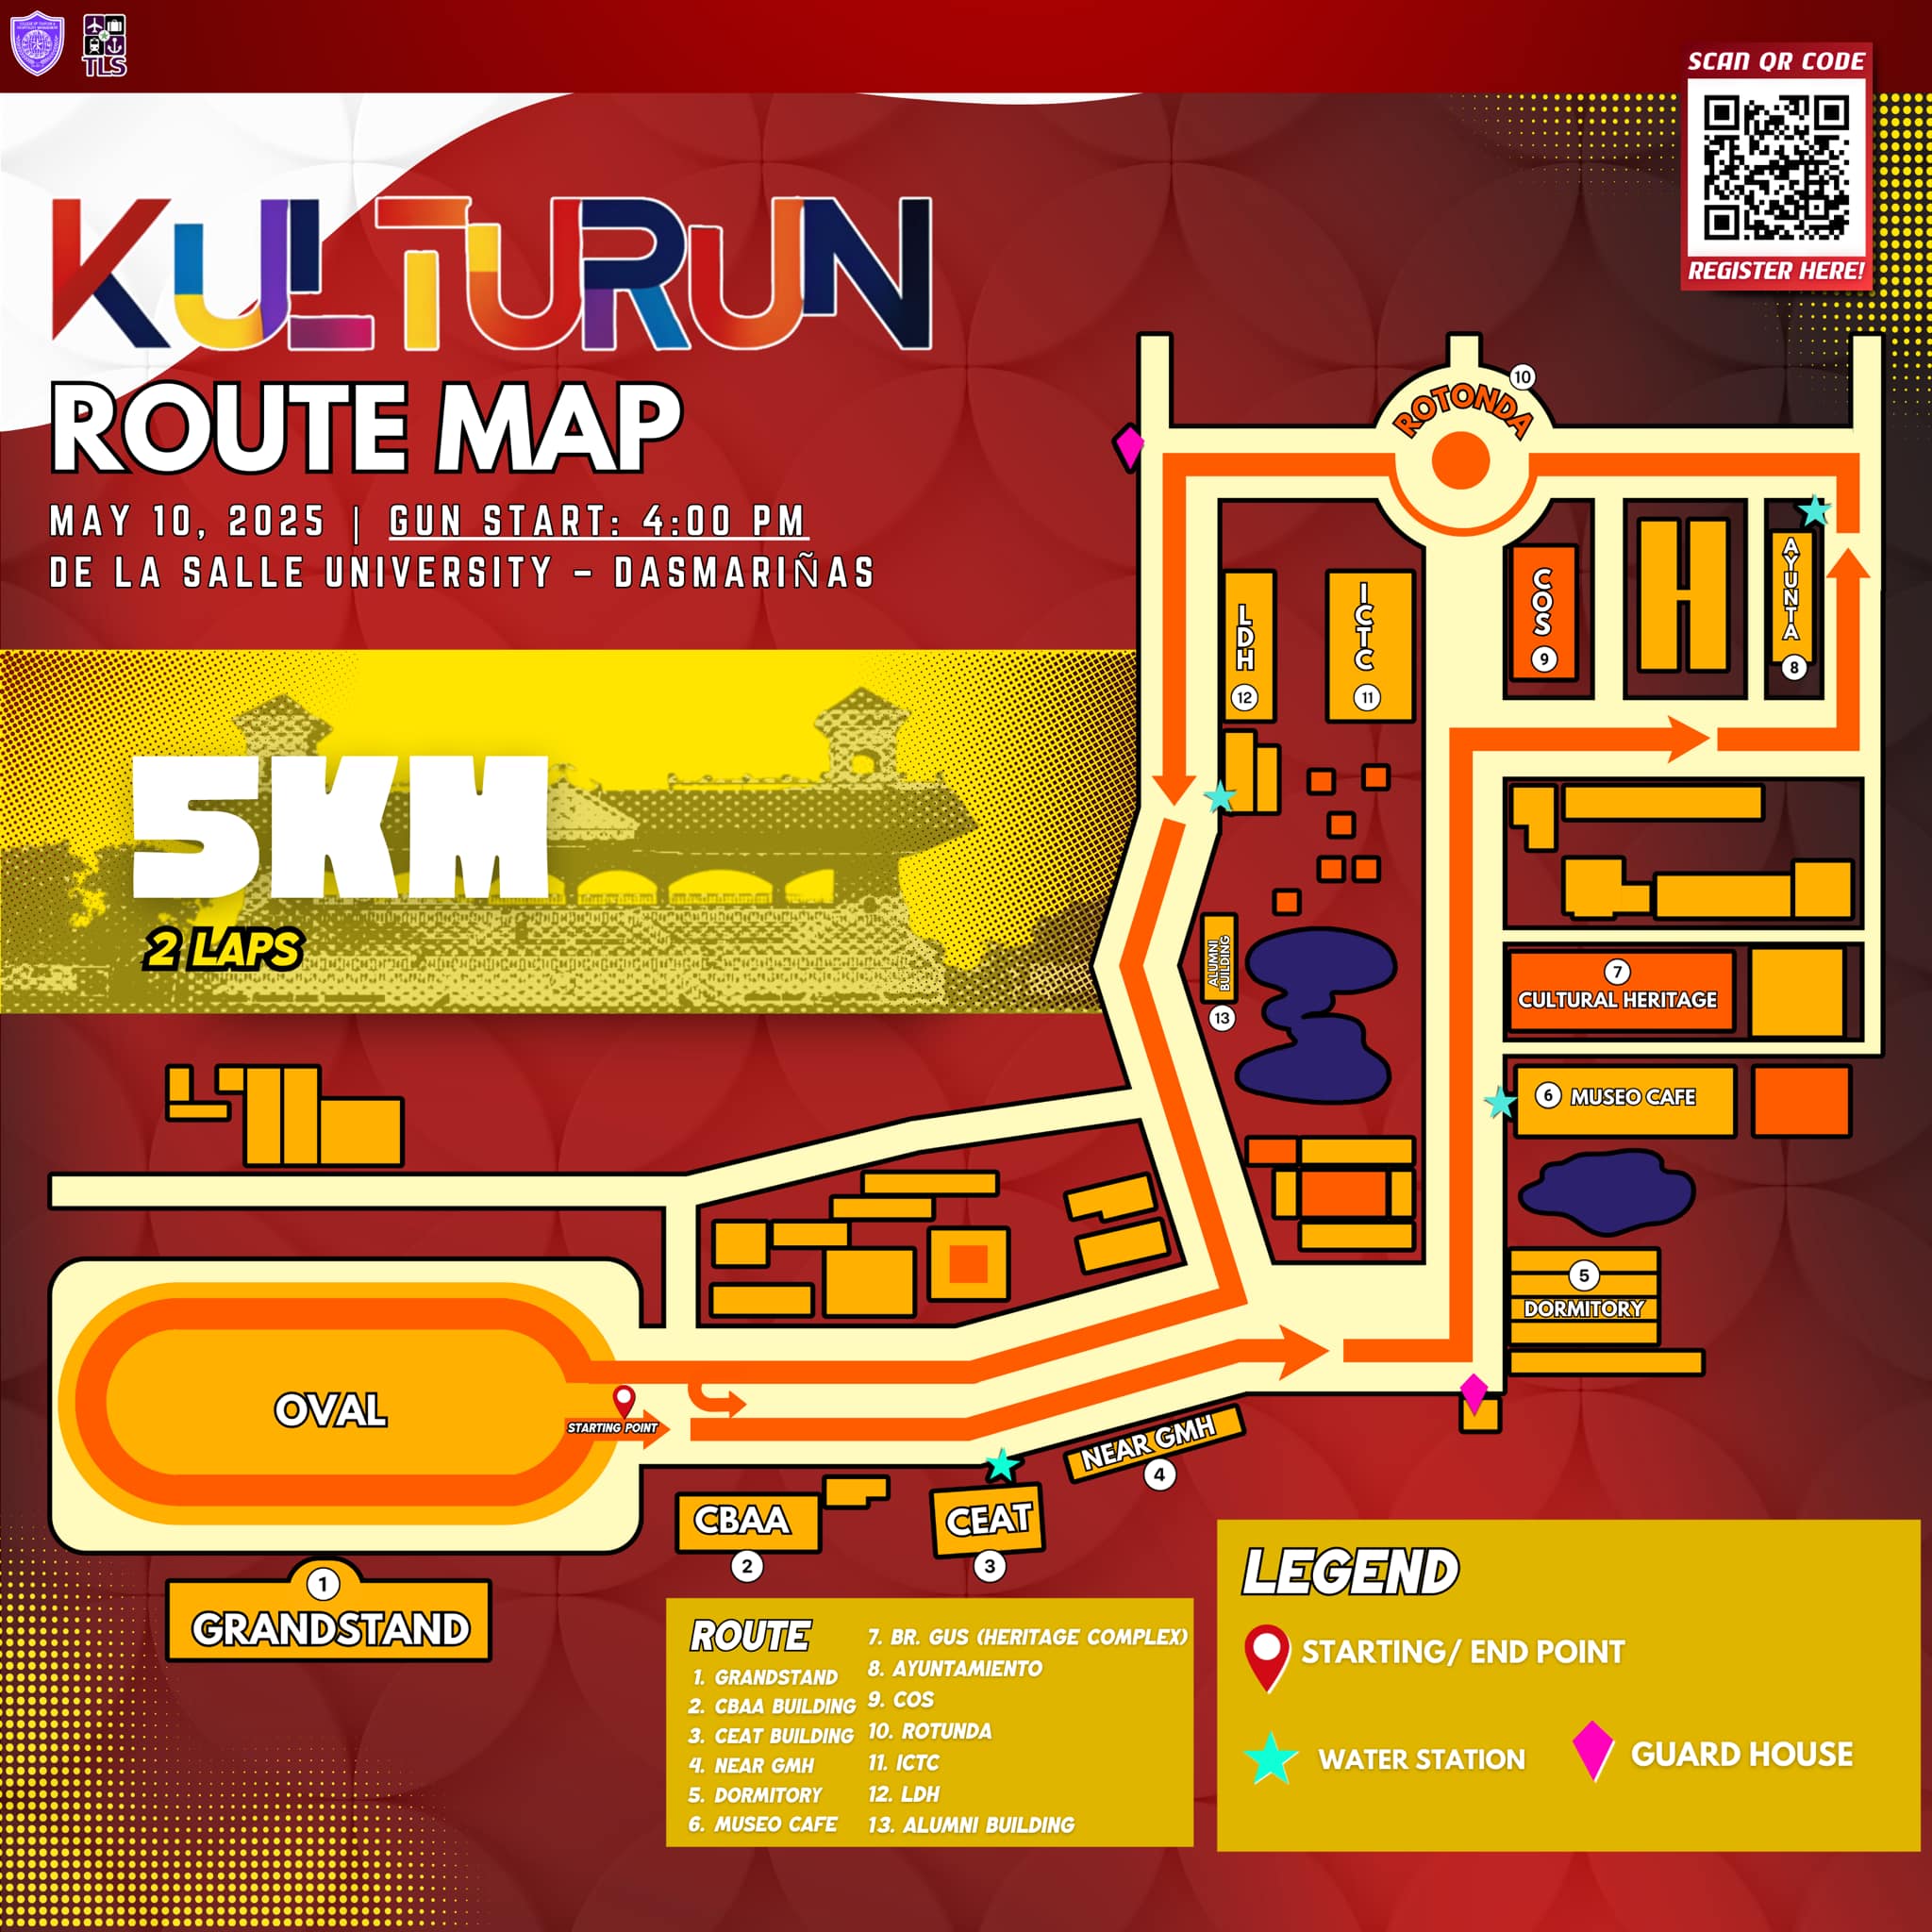 TLS
SCAN QR CODE
REGISTER HERE!
KULTURUN
ROUTE MAP
MAY 10, 2025 | GUN START: 4:00 PM
DE LA SALLE UNIVERSITY - DASMARIÑAS
5KM
2 LAPS
10
ROTONDA
LDH
12
ICTC
11
COS
9
AYUNTA
8
ALUMNI
BUILDING
13
7
CULTURAL HERITAGE
6 MUSEO CAFE
5
DORMITORY
OVAL
STARTING POINT
NEAR GMH
4
CBAA
2
CEAT
3
1
GRANDSTAND
ROUTE
1. GRANDSTAND
2. CBAA BUILDING
3. CEAT BUILDING
4. NEAR GMH
5. DORMITORY
6. MUSEO CAFE
7. BR. GUS (HERITAGE COMPLEX)
8. AYUNTAMIENTO
9. COS
10. ROTUNDA
11. ICTC
12. LDH
13. ALUMNI BUILDING
LEGEND
STARTING/ END POINT
WATER STATION
GUARD HOUSE